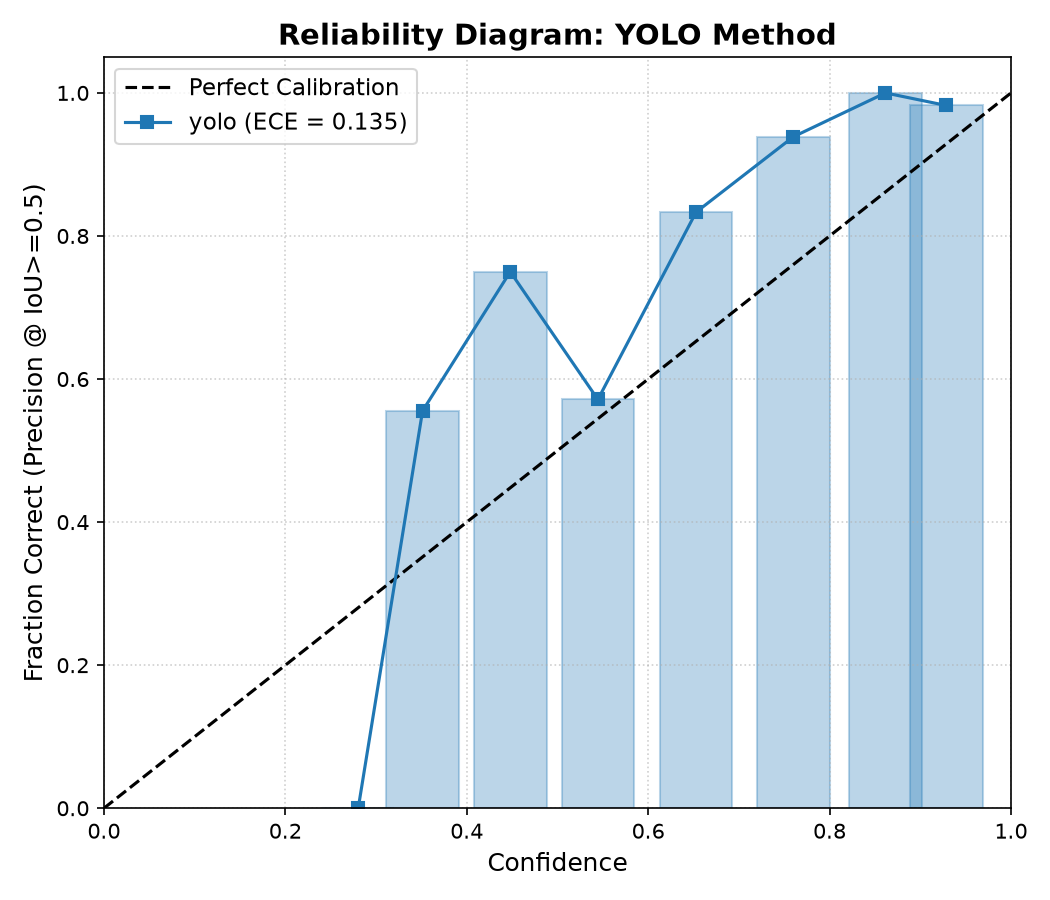 Reliability Diagram: YOLO Method
Perfect Calibration
yolo (ECE = 0.135)
Fraction Correct (Precision @ IoU>=0.5)
1.0
0.8
0.6
0.4
0.2
0.0
0.0 0.2 0.4 0.6 0.8 1.0
Confidence